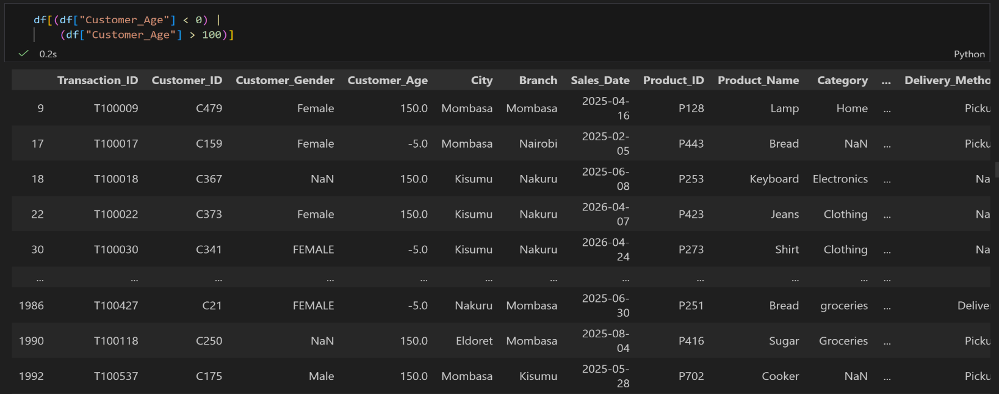 df[(df["Customer_Age"] < 0) |
(df["Customer_Age"] > 100)]
0.2s
Python
Transaction_ID Customer_ID Customer_Gender Customer_Age City Branch Sales_Date Product_ID Product_Name Category ... Delivery_Metho
9 T100009 C479 Female 150.0 Mombasa Mombasa 2025-04-16 P128 Lamp Home ... Picku
17 T100017 C159 Female -5.0 Mombasa Nairobi 2025-02-05 P443 Bread NaN ... Picku
18 T100018 C367 NaN 150.0 Kisumu Nakuru 2025-06-08 P253 Keyboard Electronics ... Na
22 T100022 C373 Female 150.0 Kisumu Nakuru 2026-04-07 P423 Jeans Clothing ... Na
30 T100030 C341 FEMALE -5.0 Kisumu Nakuru 2026-04-24 P273 Shirt Clothing ... Na
... ... ... ... ... ... ... ... ... ... ... ...
1986 T100427 C21 FEMALE -5.0 Nakuru Mombasa 2025-06-30 P251 Bread groceries ... Delive
1990 T100118 C250 NaN 150.0 Eldoret Mombasa 2025-08-04 P416 Sugar Groceries ... Picku
1992 T100537 C175 Male 150.0 Mombasa Kisumu 2025-05-28 P702 Cooker NaN ... Picku